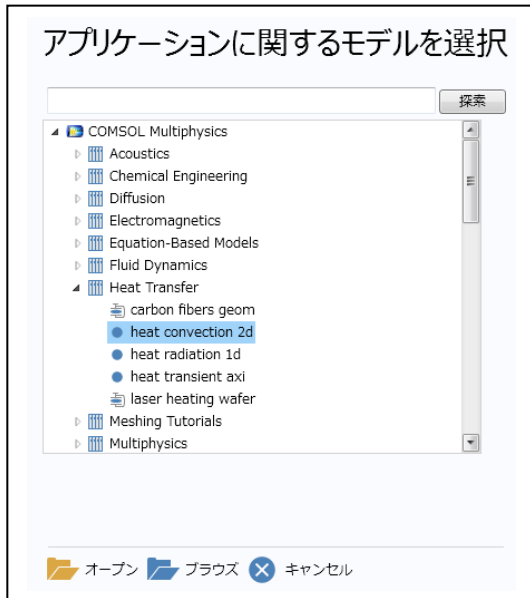 アプリケーションに関するモデルを選択
探索
COMSOL Multiphysics
Acoustics
Chemical Engineering
Diffusion
Electromagnetics
Equation-Based Models
Fluid Dynamics
Heat Transfer
carbon fibers geom
heat convection 2d
heat radiation 1d
heat transient axi
laser heating wafer
Meshing Tutorials
Multiphysics
オープン ブラウズ キャンセル